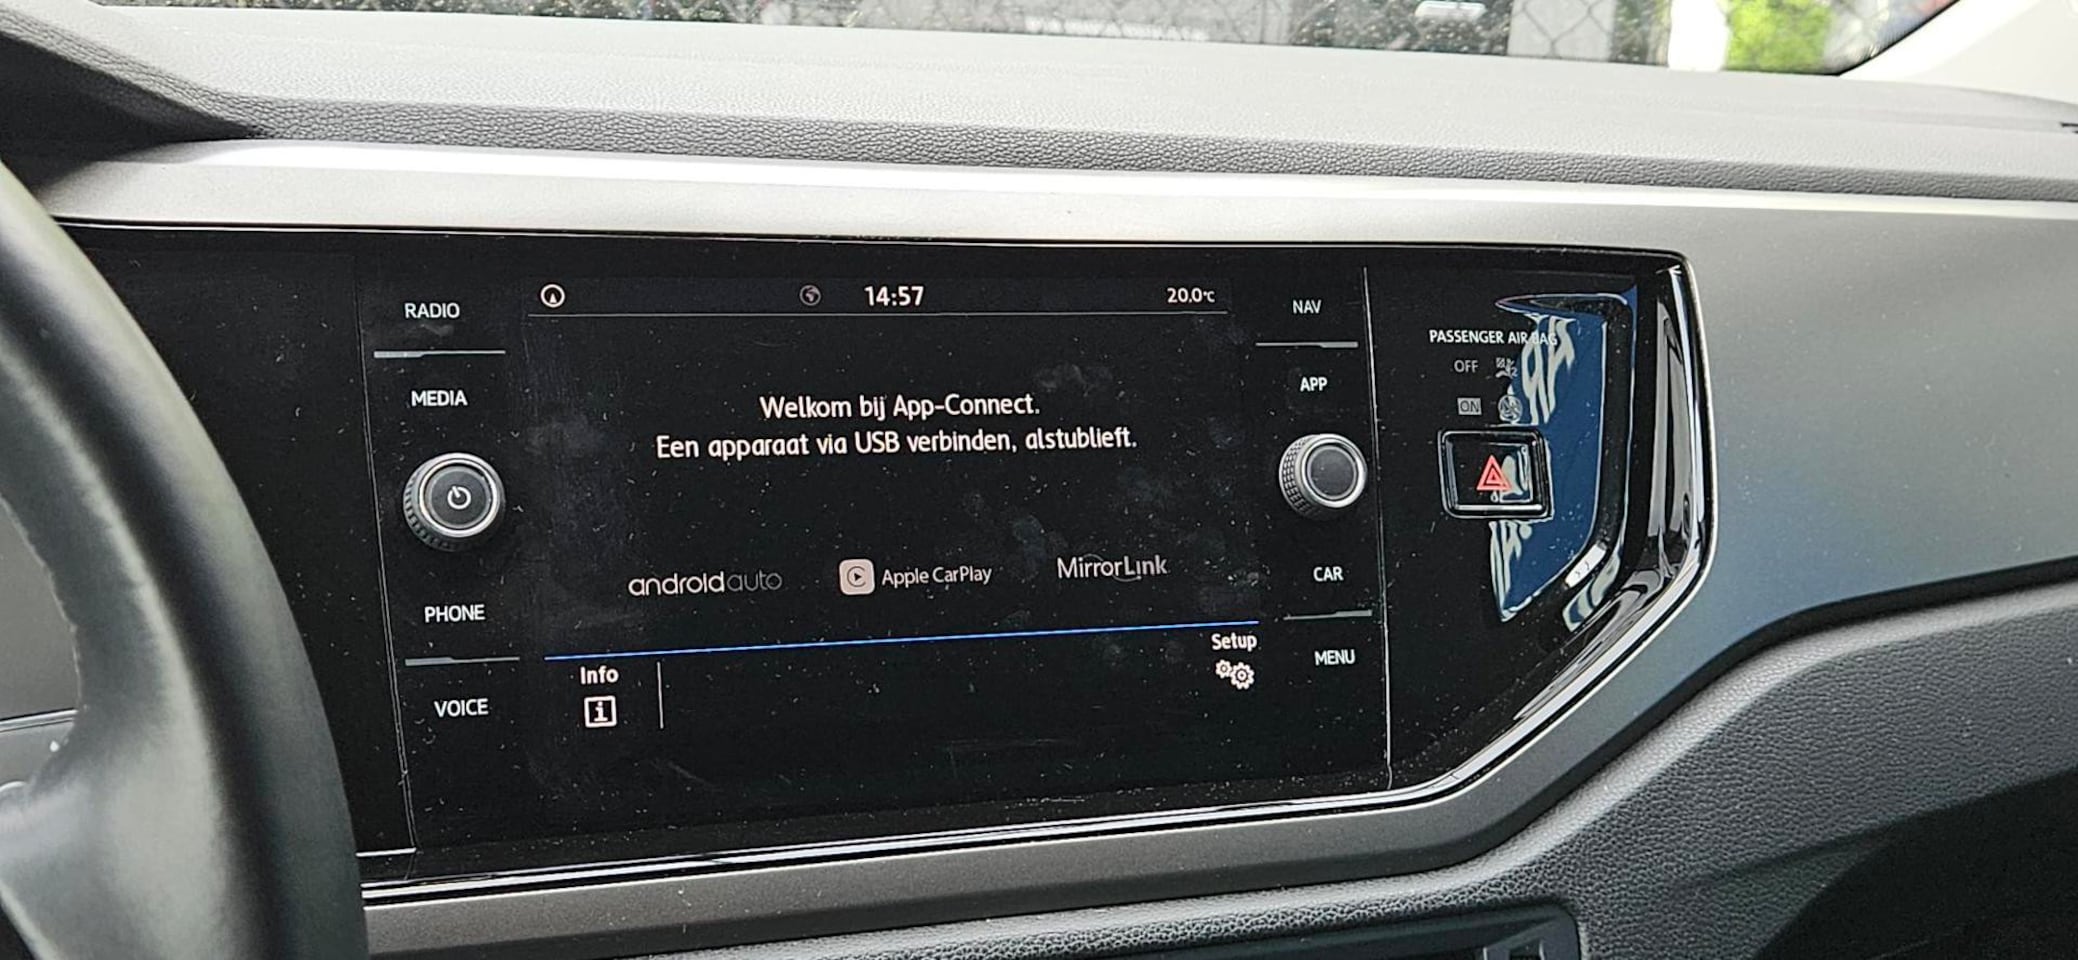 RADIO
MEDIA
PHONE
VOICE
14:57
20,0°C
Welkom bij App-Connect.
Een apparaat via USB verbinden, alstublieft.
androidauto
Apple CarPlay
MirrorLink
Info
i
Setup
NAV
APP
CAR
MENU
PASSENGER AIR BAG
OFF
ON